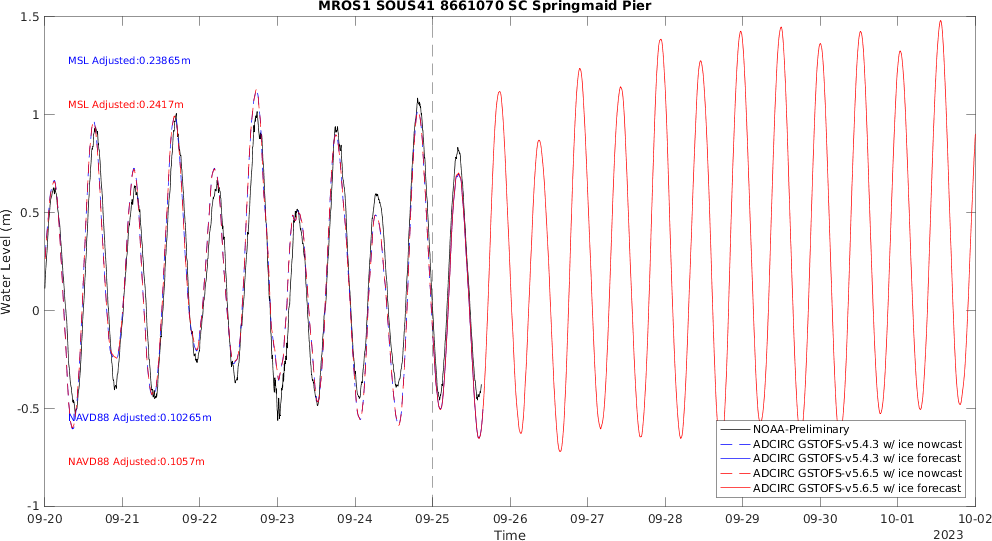 MROS1 SOUS41 8661070 SC Springmaid Pier
1.5
1
0.5
0
-0.5
-1
Water Level (m)
MSL Adjusted:0.23865m
MSL Adjusted:0.2417m
NAVD88 Adjusted:0.10265m
NAVD88 Adjusted:0.1057m
NOAA-Preliminary
ADCIRC GSTOFS-v5.4.3 w/ ice nowcast
ADCIRC GSTOFS-v5.4.3 w/ ice forecast
ADCIRC GSTOFS-v5.6.5 w/ ice nowcast
ADCIRC GSTOFS-v5.6.5 w/ ice forecast
09-20 09-21 09-22 09-23 09-24 09-25 09-26 09-27 09-28 09-29 09-30 10-01 10-02
Time
2023